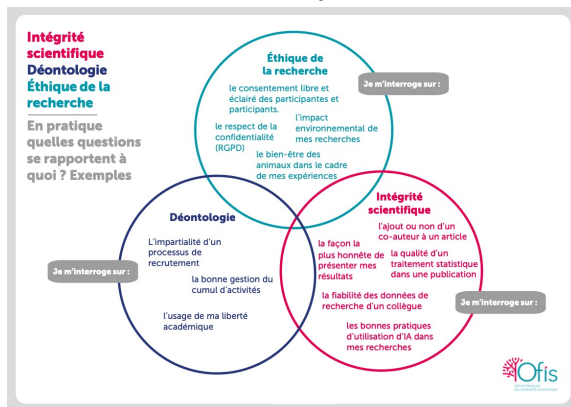 Intégrité
scientifique
Déontologie
Éthique de la
recherche
En pratique
quelles questions
se rapportent à
quoi ? Exemples
Éthique de
la recherche
Je m'interroge sur :
le consentement libre et
éclairé des participantes et
participants.
l'impact
environnemental de
mes recherches
le respect de la
confidentialité
(RGPD)
le bien-être des
animaux dans le cadre
de mes expériences
Déontologie
Je m'interroge sur :
L'impartialité d'un
processus de
recrutement
la bonne gestion du
cumul d'activités
l'usage de ma liberté
académique
Intégrité
scientifique
l'ajout ou non d'un
co-auteur à un article
la façon la
plus honnête de
présenter mes
résultats
la qualité d'un
traitement statistique
dans une publication
la fiabilité des données de
recherche d'un collègue
Je m'interroge sur :
les bonnes pratiques
d'utilisation d'IA dans
mes recherches
Ofis